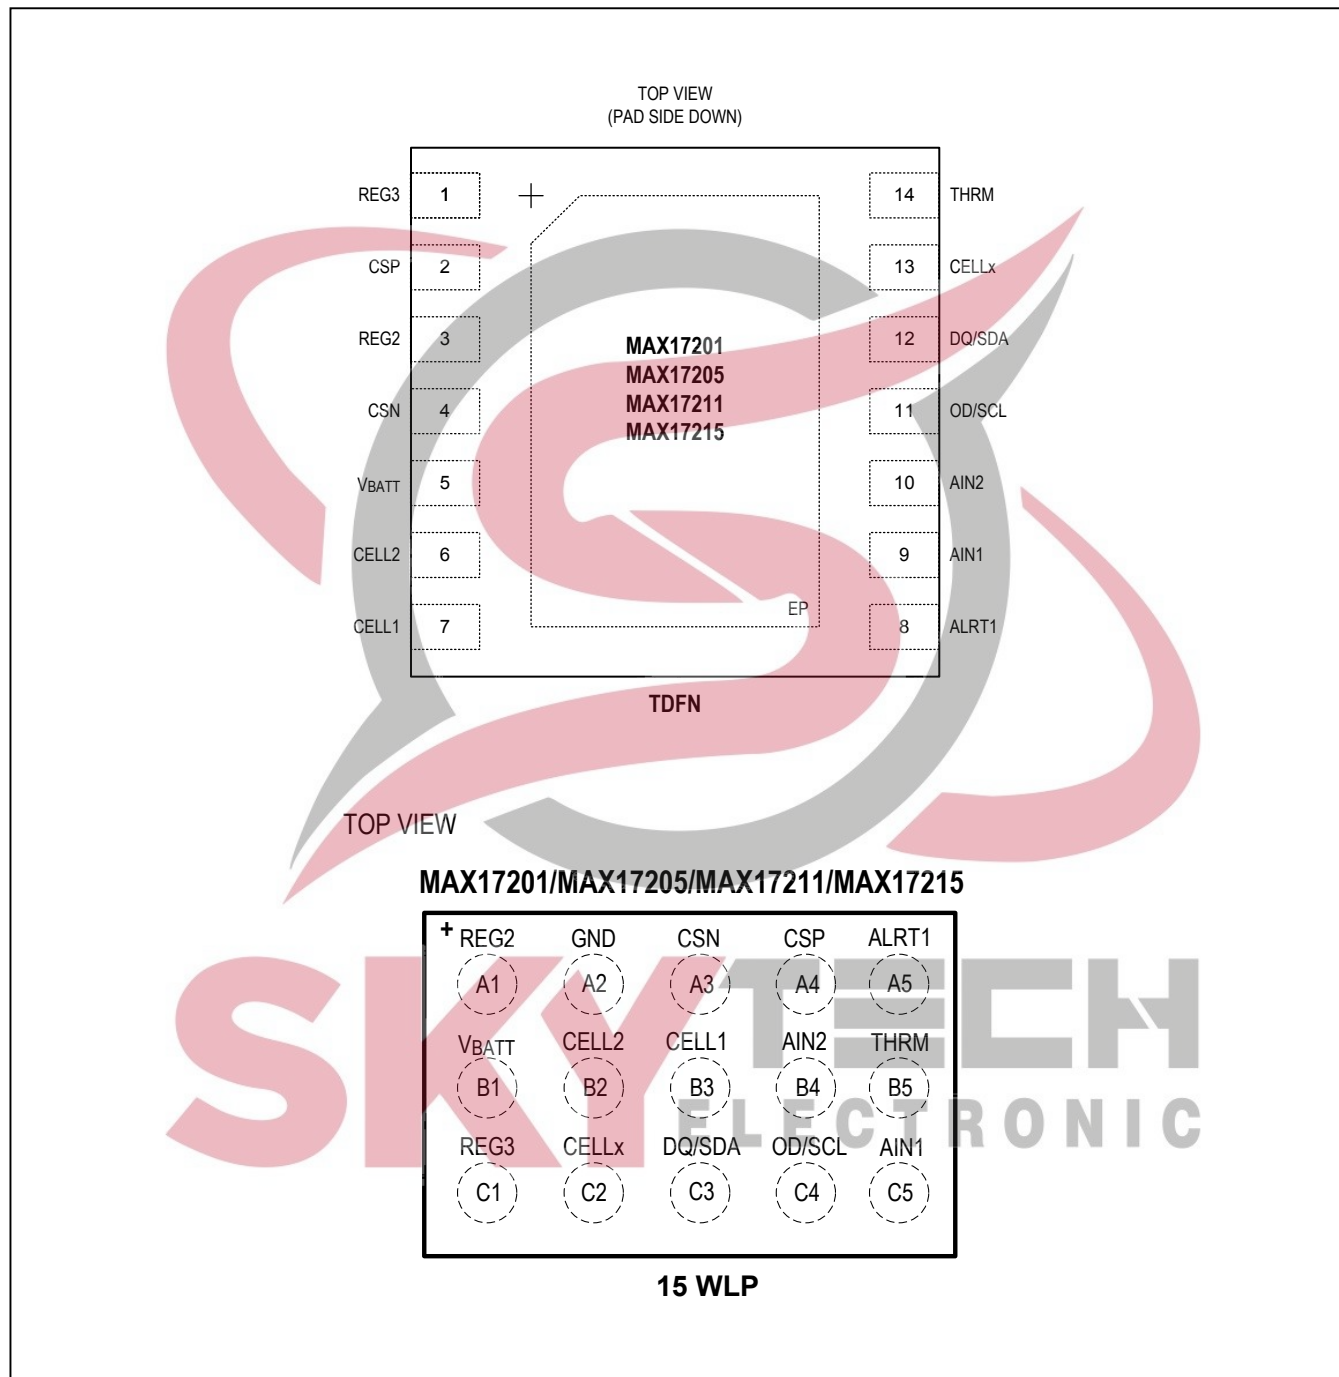 TOP VIEW
(PAD SIDE DOWN)
REG3 1 14 THRM
CSP 2 13 CELLx
REG2 3 12 DQ/SDA
MAX17201
MAX17205
MAX17211
MAX17215
CSN 4 11 OD/SCL
VBATT 5 10 AIN2
CELL2 6 9 AIN1
EP
CELL1 7 8 ALRT1
TDFN
TOP VIEW
MAX17201/MAX17205/MAX17211/MAX17215
+ REG2 GND CSN CSP ALRT1
A1 A2 A3 A4 A5
VBATT CELL2 CELL1 AIN2 THRM
B1 B2 B3 B4 B5
REG3 CELLx DQ/SDA OD/SCL AIN1
C1 C2 C3 C4 C5
15 WLP
SKYTECH
ELECTRONIC